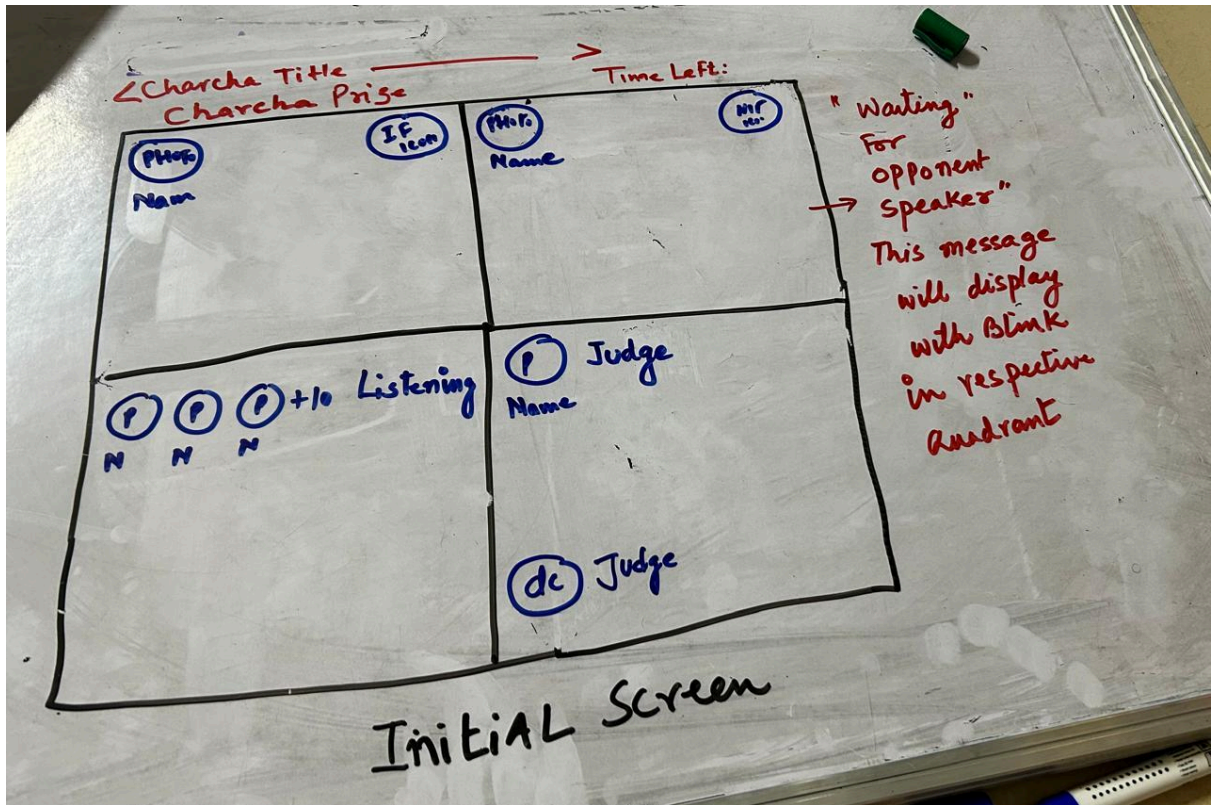 <Charcha Title ———>
Charcha Prize
Time Left:
PHOTO
Nam
IF
icon
PHOTO
Name
"Waiting"
For
opponent
speaker"
This message
will display
with Blink
in respective
Quadrant
P P P +10 Listening
N N N
P Judge
Name
dc Judge
InitiAL Screen